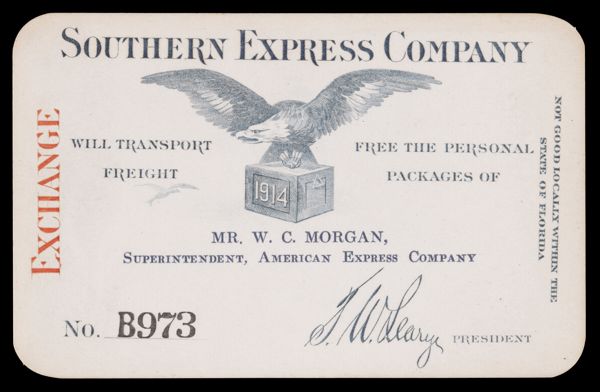 SOUTHERN EXPRESS COMPANY
EXCHANGE
WILL TRANSPORT
FREIGHT
FREE THE PERSONAL
PACKAGES OF
NOT GOOD LOCALLY WITHIN THE
STATE OF FLORIDA
1914
MR. W. C. MORGAN,
SUPERINTENDENT, AMERICAN EXPRESS COMPANY
No. B973
T. W. Leary
PRESIDENT